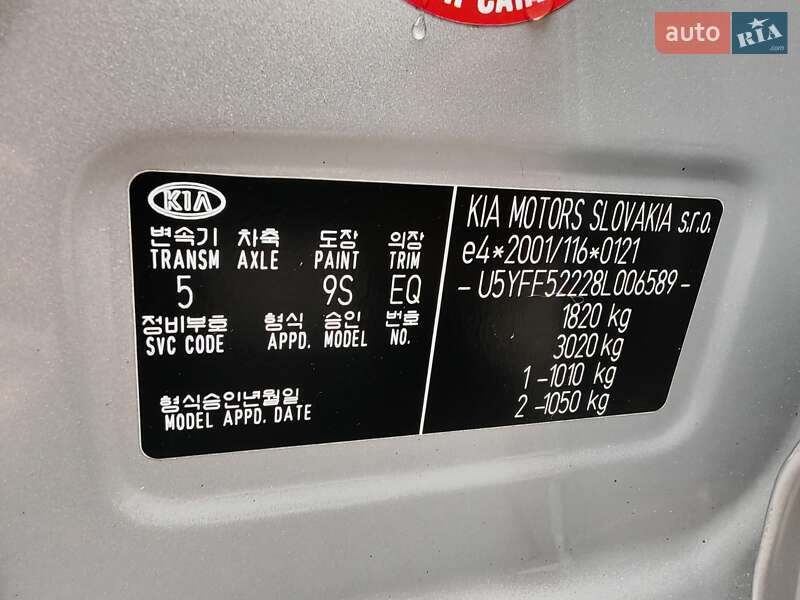 auto RIA .com
KIA
변속기 차축 도장 의장
TRANSM AXLE PAINT TRIM
5 9S EQ
정비부호 형식 승인 번호
SVC CODE APPD. MODEL NO.
형식승인년월일
MODEL APPD. DATE
KIA MOTORS SLOVAKIA s.r.o.
e4*2001/116*0121
-U5YFF52228L006589-
1820 kg
3020 kg
1 -1010 kg
2 -1050 kg